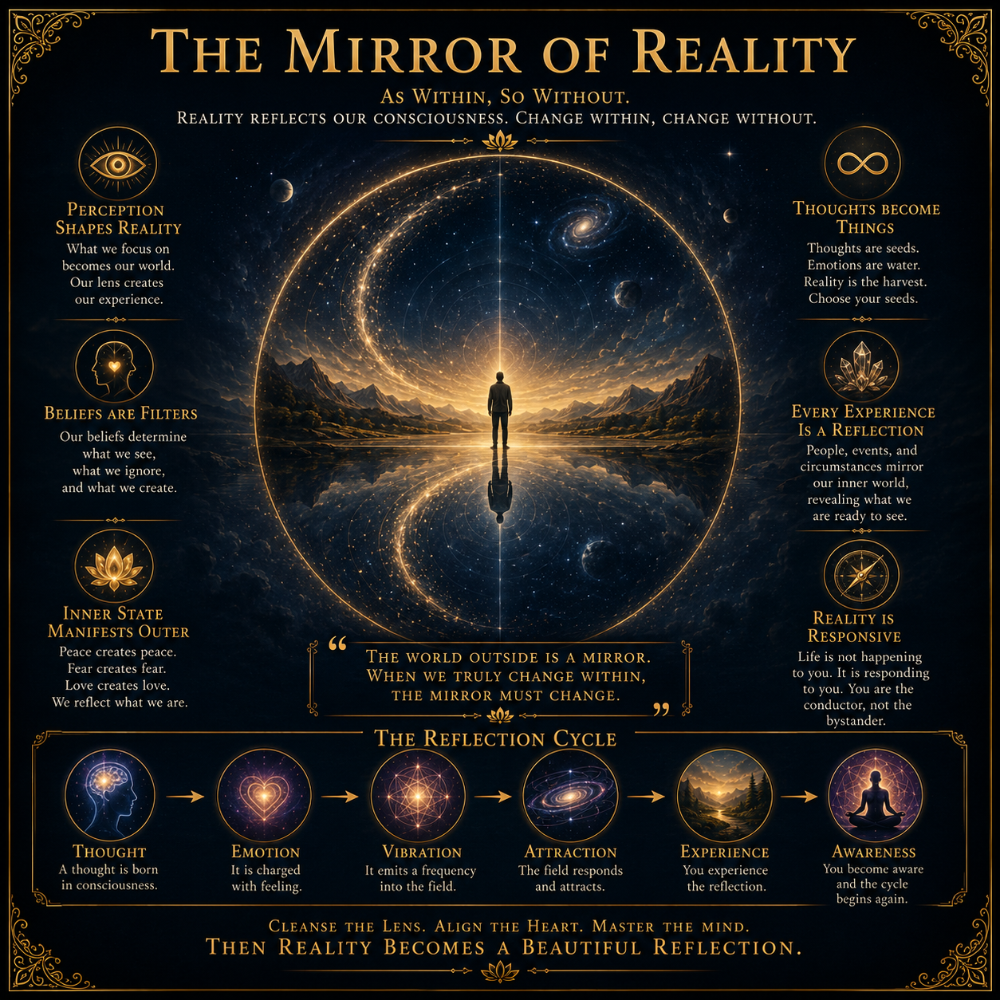 THE MIRROR OF REALITY
AS WITHIN, SO WITHOUT.
REALITY REFLECTS OUR CONSCIOUSNESS. CHANGE WITHIN, CHANGE WITHOUT.
PERCEPTION
SHAPES REALITY
What we focus on
becomes our world.
Our lens creates
our experience.
BELIEFS ARE FILTERS
Our beliefs determine
what we see,
what we ignore,
and what we create.
INNER STATE
MANIFESTS OUTER
Peace creates peace.
Fear creates fear.
Love creates love.
We reflect what we are.
THOUGHTS BECOME
THINGS
Thoughts are seeds.
Emotions are water.
Reality is the harvest.
Choose your seeds.
EVERY EXPERIENCE
IS A REFLECTION
People, events, and
circumstances mirror
our inner world,
revealing what we
are ready to see.
REALITY IS
RESPONSIVE
Life is not happening
to you. It is responding
to you. You are the
conductor, not the
bystander.
“ THE WORLD OUTSIDE IS A MIRROR.
WHEN WE TRULY CHANGE WITHIN,
THE MIRROR MUST CHANGE. ”
THE REFLECTION CYCLE
THOUGHT
A thought is born
in consciousness.
EMOTION
It is charged
with feeling.
VIBRATION
It emits a frequency
into the field.
ATTRACTION
The field responds
and attracts.
EXPERIENCE
You experience
the reflection.
AWARENESS
You become aware
and the cycle
begins again.
CLEANSE THE LENS. ALIGN THE HEART. MASTER THE MIND.
THEN REALITY BECOMES A BEAUTIFUL REFLECTION.